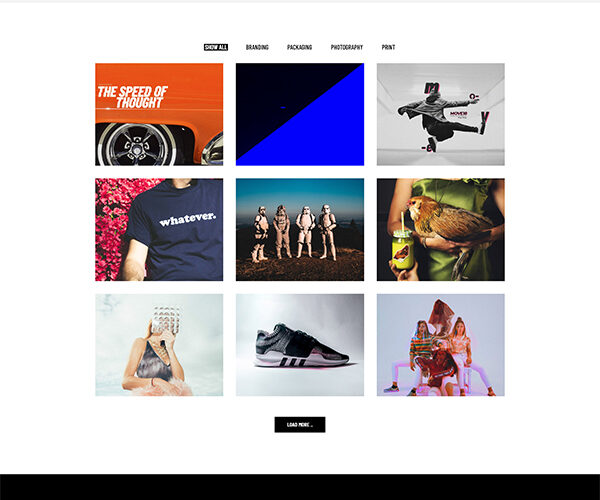 SHOW ALL
BRANDING
PACKAGING
PHOTOGRAPHY
PRINT
THE SPEED OF
THOUGHT
whatever.
LOAD MORE ..